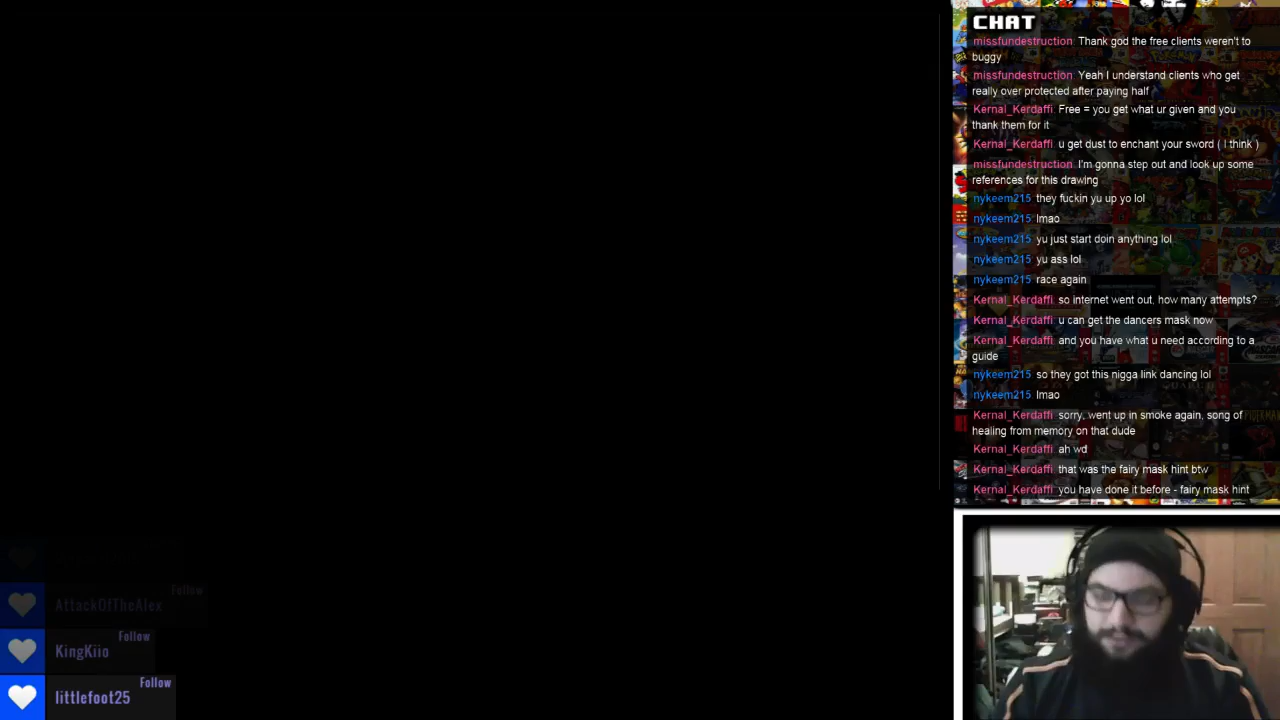 CHAT
missfundestruction: Thank god the free clients weren't to
buggy
missfundestruction: Yeah I understand clients who get
really over protected after paying half
Kernal_Kerdaffi: Free = you get what ur given and you
thank them for it
Kernal_Kerdaffi: u get dust to enchant your sword ( I think )
missfundestruction: I'm gonna step out and look up some
references for this drawing
nykeem215: they fuckin yu up yo lol
nykeem215: lmao
nykeem215: yu just start doin anything lol
nykeem215: yu ass lol
nykeem215: race again
Kernal_Kerdaffi: so internet went out, how many attempts?
Kernal_Kerdaffi: u can get the dancers mask now
Kernal_Kerdaffi: and you have what u need according to a
guide
nykeem215: so they got this nigga link dancing lol
nykeem215: lmao
Kernal_Kerdaffi: sorry, went up in smoke again, song of
healing from memory on that dude
Kernal_Kerdaffi: ah wd
Kernal_Kerdaffi: that was the fairy mask hint btw
Kernal_Kerdaffi: you have done it before - fairy mask hint
Follow
AttackOfTheAlex
Follow
KingKiio
Follow
littlefoot25